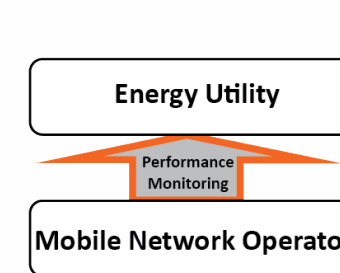 Energy Utility
Performance
Monitoring
Mobile Network Operato